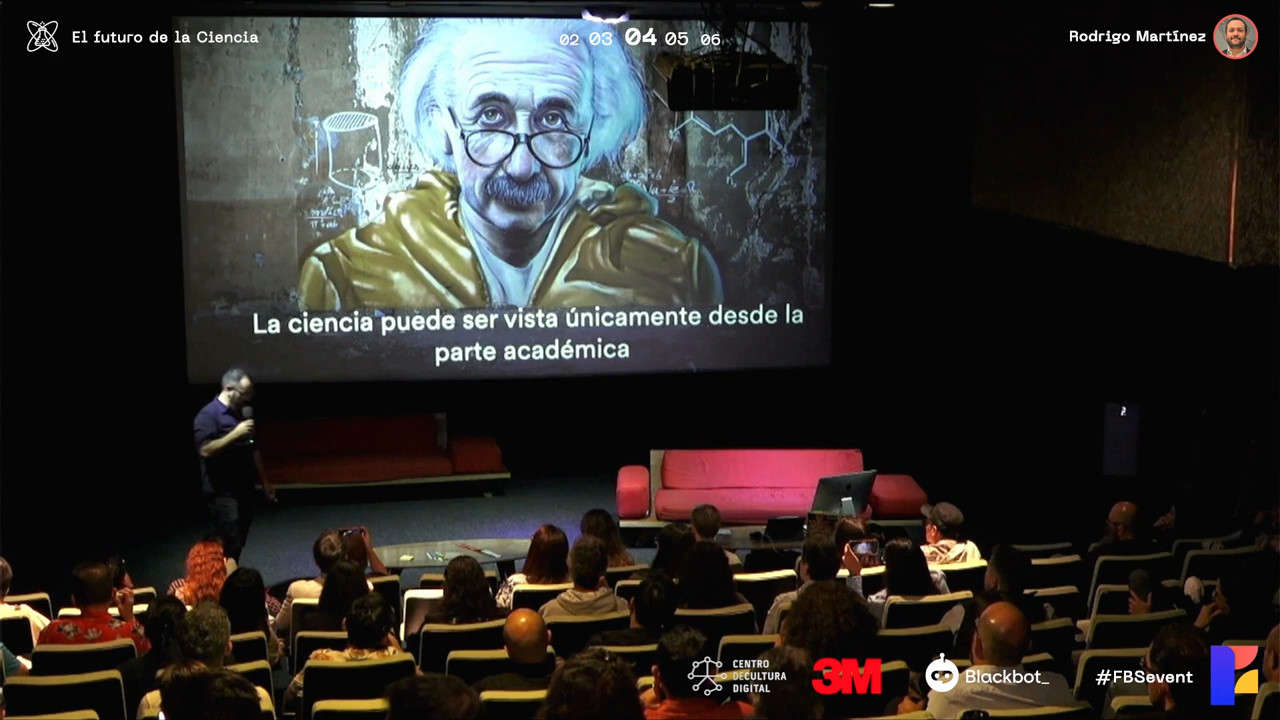 El futuro de la Ciencia
02 03 04 05 06
Rodrigo Martínez
La ciencia puede ser vista únicamente desde la
parte académica
CENTRO
DECULTURA
DIGITAL
3M
Blackbot_
#FBSevent